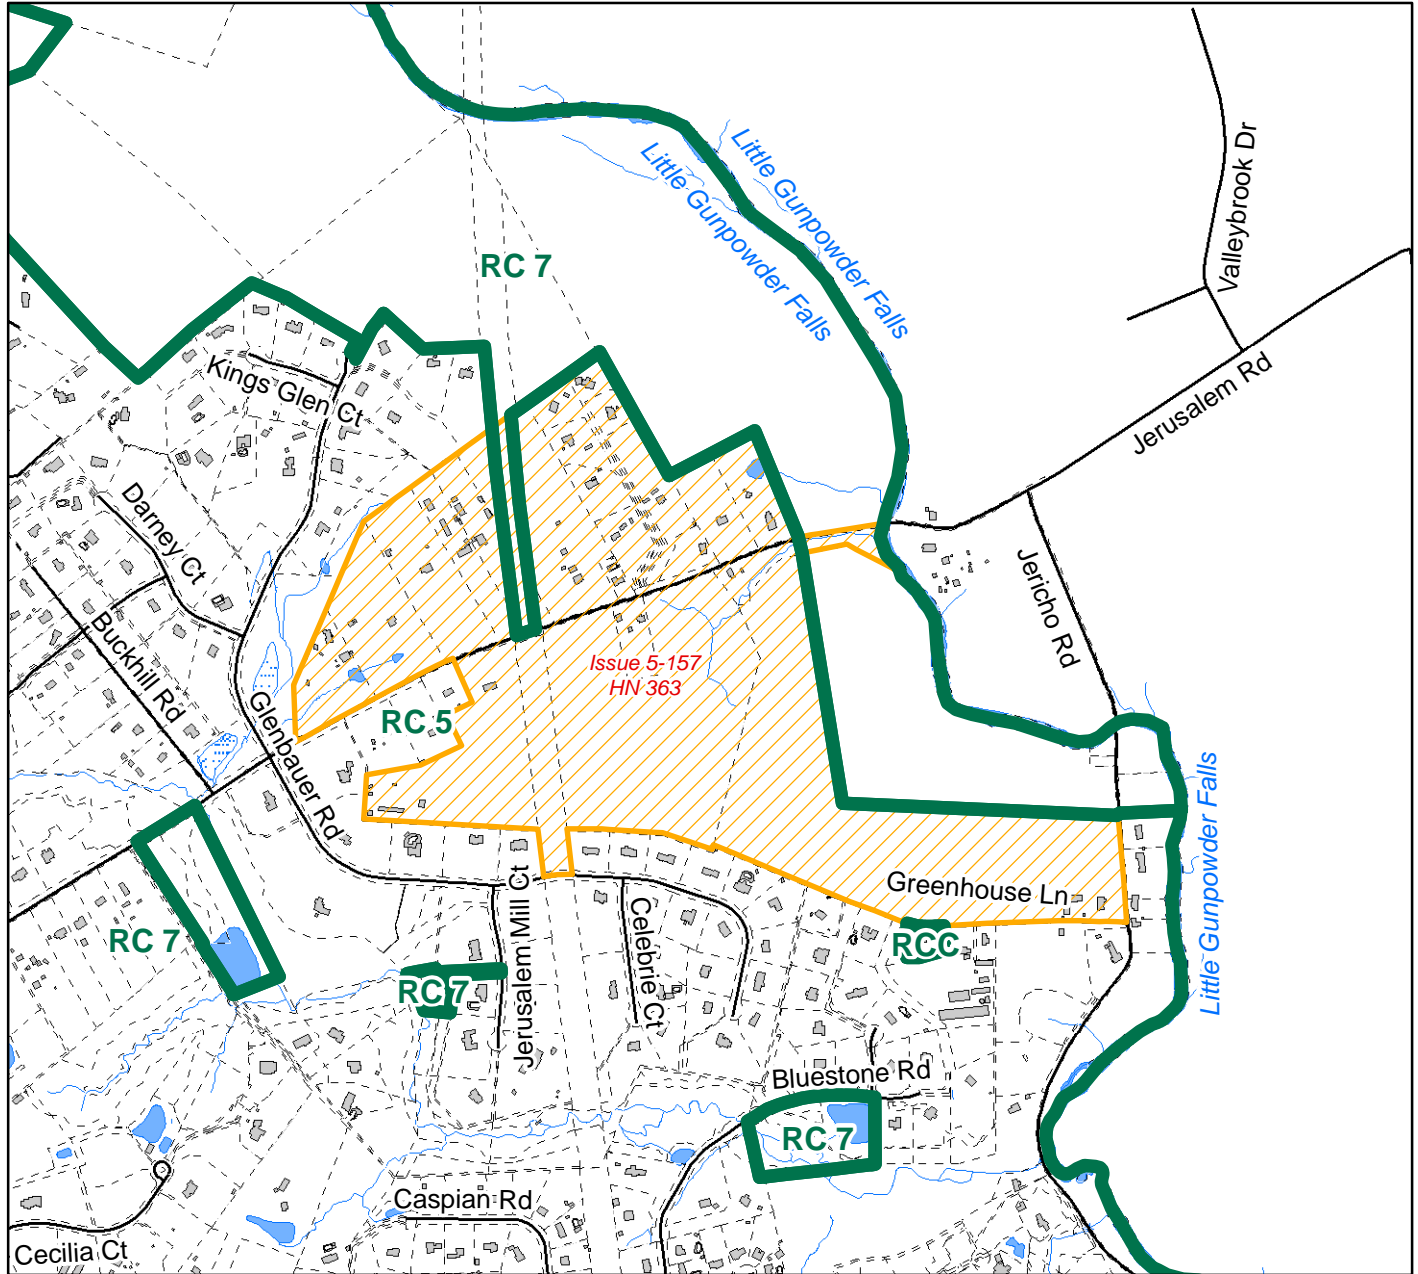 Little Gunpowder Falls
Little Gunpowder Falls
Valleybrook Dr
RC 7
Jerusalem Rd
Kings Glen Ct
Darney Ct
Jericho Rd
Buckhill Rd
Issue 5-157
HN 363
Glenbauer Rd
RC 5
Little Gunpowder Falls
Greenhouse Ln
Jerusalem Mill Ct
Celebrie Ct
RC 7
RCC
RC 7
Bluestone Rd
RC 7
Caspian Rd
Cecilia Ct